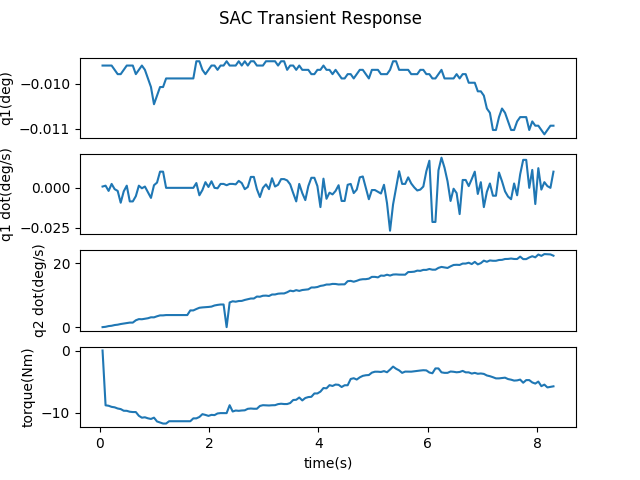 SAC Transient Response
q1(deg)
−0.010
−0.011
q1 dot(deg/s)
0.000
−0.025
q2 dot(deg/s)
20
0
torque(Nm)
0
−10
0 2 4 6 8
time(s)